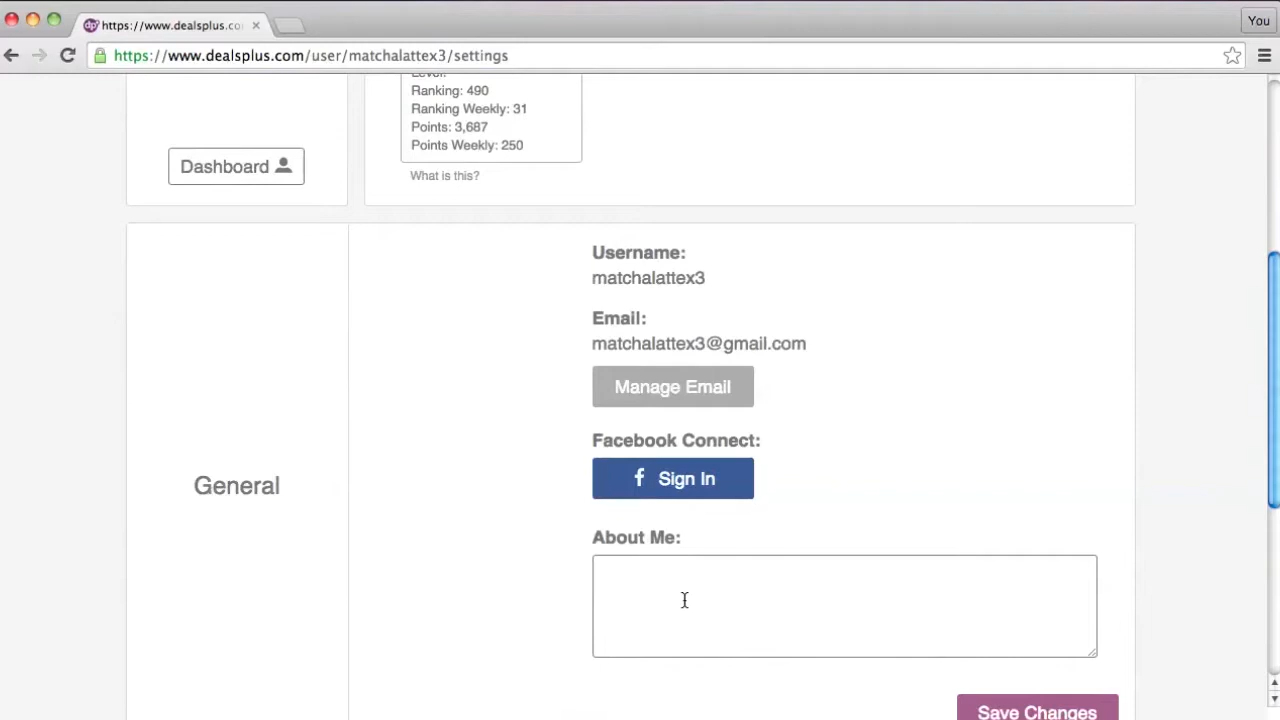 https://www.dealsplus.co
You
https://www.dealsplus.com/user/matchalattex3/settings
Level:
Ranking: 490
Ranking Weekly: 31
Points: 3,687
Points Weekly: 250
Dashboard
What is this?
Username:
matchalattex3
Email:
matchalattex3@gmail.com
Manage Email
Facebook Connect:
f Sign In
General
About Me:
Save Changes